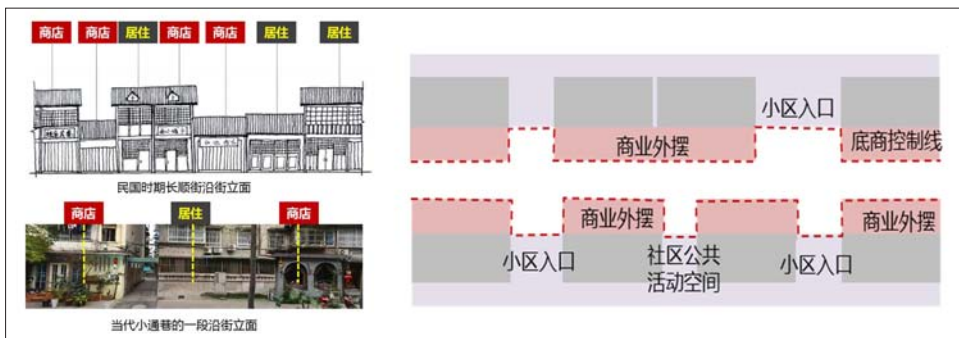 商店
商店
居住
商店
商店
居住
居住
民国时期长顺街沿街立面
商店
居住
商店
当代小通巷的一段沿街立面
小区入口
商业外摆
底商控制线
商业外摆
商业外摆
小区入口
社区公共
活动空间
小区入口